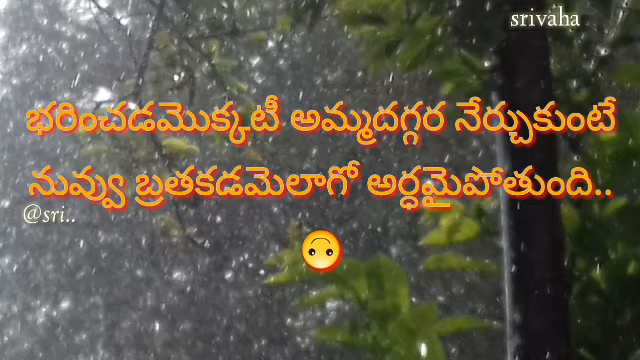 srivaha
భరించడమొక్కటీ అమ్మదగ్గర నేర్చుకుంటే
నువ్వు బ్రతకడమెలాగో అర్ధమైపోతుంది..
@sri..
🙃